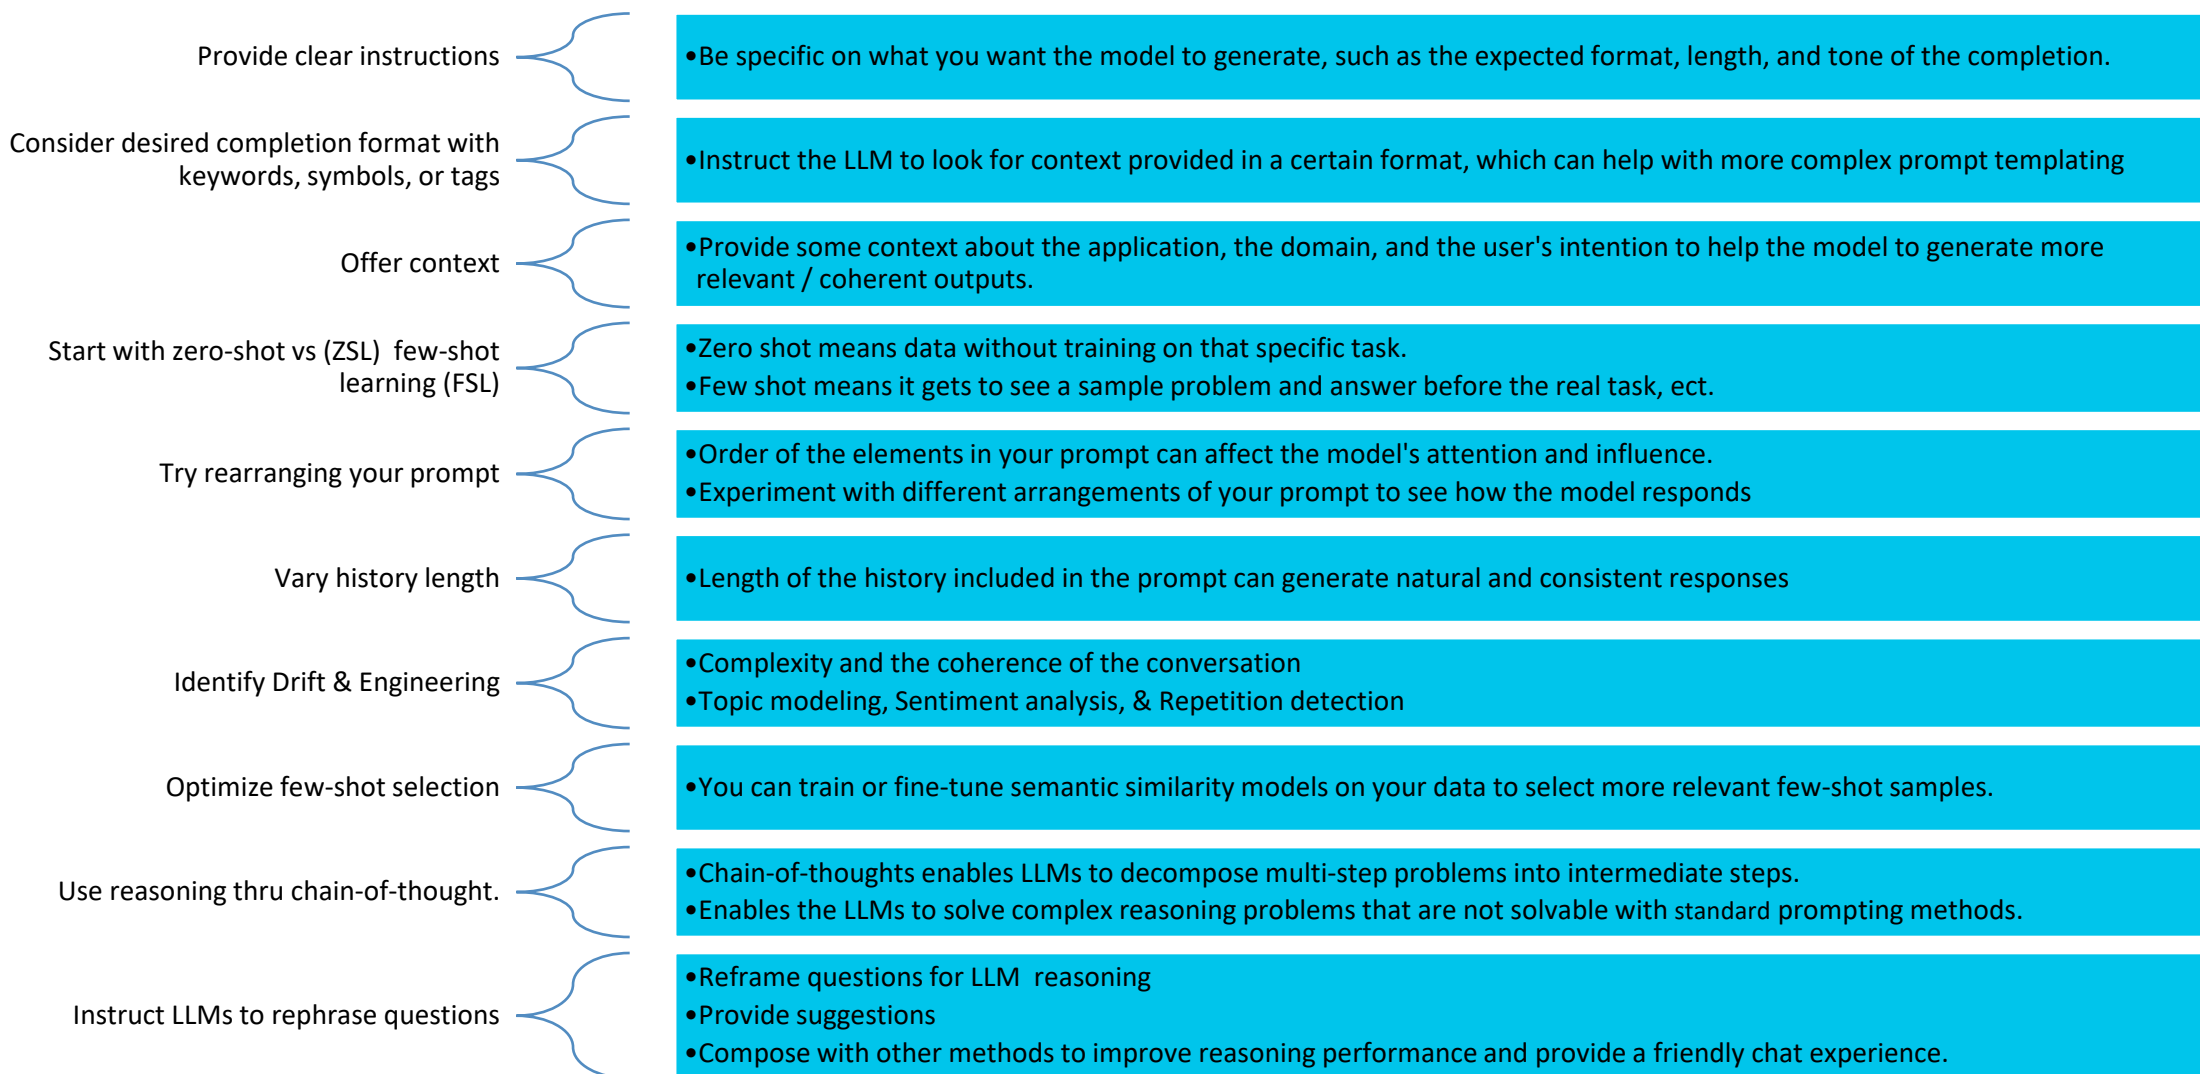 Provide clear instructions
•Be specific on what you want the model to generate, such as the expected format, length, and tone of the completion.
Consider desired completion format with
keywords, symbols, or tags
•Instruct the LLM to look for context provided in a certain format, which can help with more complex prompt templating
Offer context
•Provide some context about the application, the domain, and the user's intention to help the model to generate more
relevant / coherent outputs.
Start with zero-shot vs (ZSL)  few-shot
learning (FSL)
•Zero shot means data without training on that specific task.
•Few shot means it gets to see a sample problem and answer before the real task, ect.
Try rearranging your prompt
•Order of the elements in your prompt can affect the model's attention and influence.
•Experiment with different arrangements of your prompt to see how the model responds
Vary history length
•Length of the history included in the prompt can generate natural and consistent responses
Identify Drift & Engineering
•Complexity and the coherence of the conversation
•Topic modeling, Sentiment analysis, & Repetition detection
Optimize few-shot selection
•You can train or fine-tune semantic similarity models on your data to select more relevant few-shot samples.
Use reasoning thru chain-of-thought.
•Chain-of-thoughts enables LLMs to decompose multi-step problems into intermediate steps.
•Enables the LLMs to solve complex reasoning problems that are not solvable with standard prompting methods.
Instruct LLMs to rephrase questions
•Reframe questions for LLM  reasoning
•Provide suggestions
•Compose with other methods to improve reasoning performance and provide a friendly chat experience.